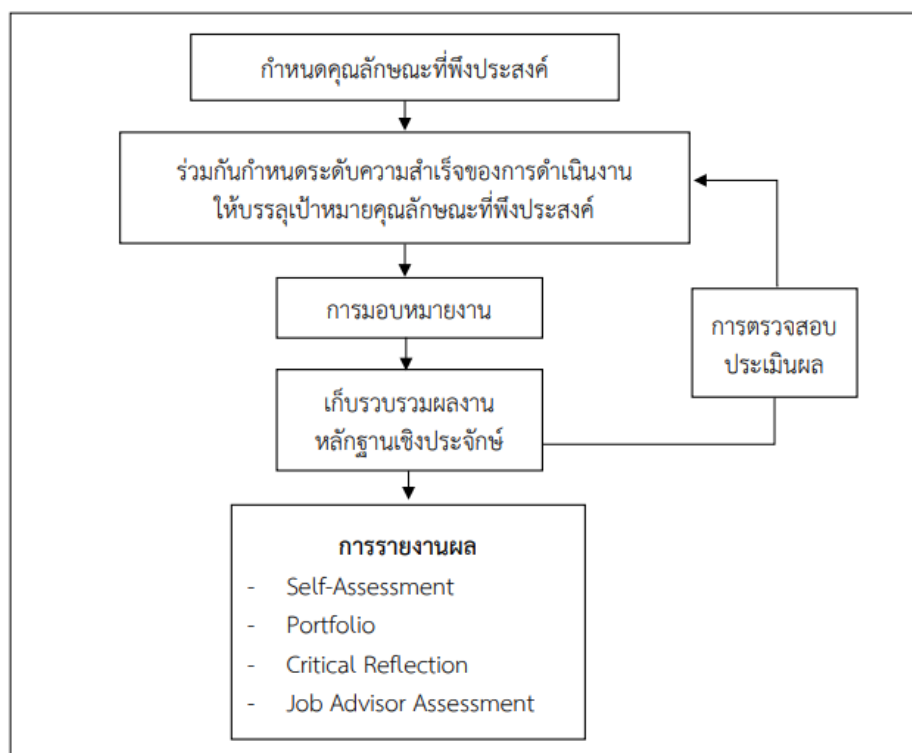 กำหนดคุณลักษณะที่พึงประสงค์
ร่วมกันกำหนดระดับความสำเร็จของการดำเนินงาน
ให้บรรลุเป้าหมายคุณลักษณะที่พึงประสงค์
การมอบหมายงาน
การตรวจสอบ
ประเมินผล
เก็บรวบรวมผลงาน
หลักฐานเชิงประจักษ์
การรายงานผล
- Self-Assessment
- Portfolio
- Critical Reflection
- Job Advisor Assessment